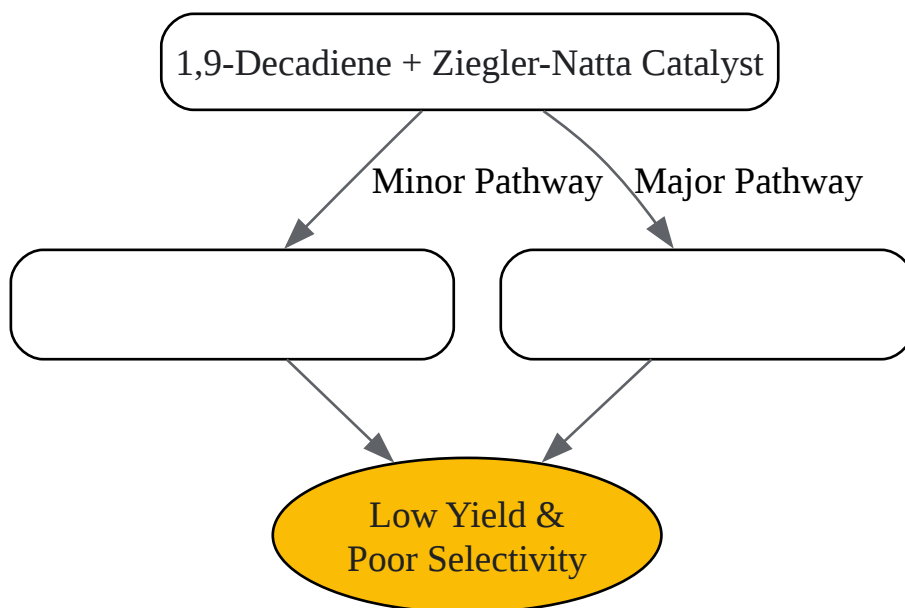 1,9-Decadiene + Ziegler-Natta Catalyst
Minor Pathway
Major Pathway
Low Yield &
Poor Selectivity